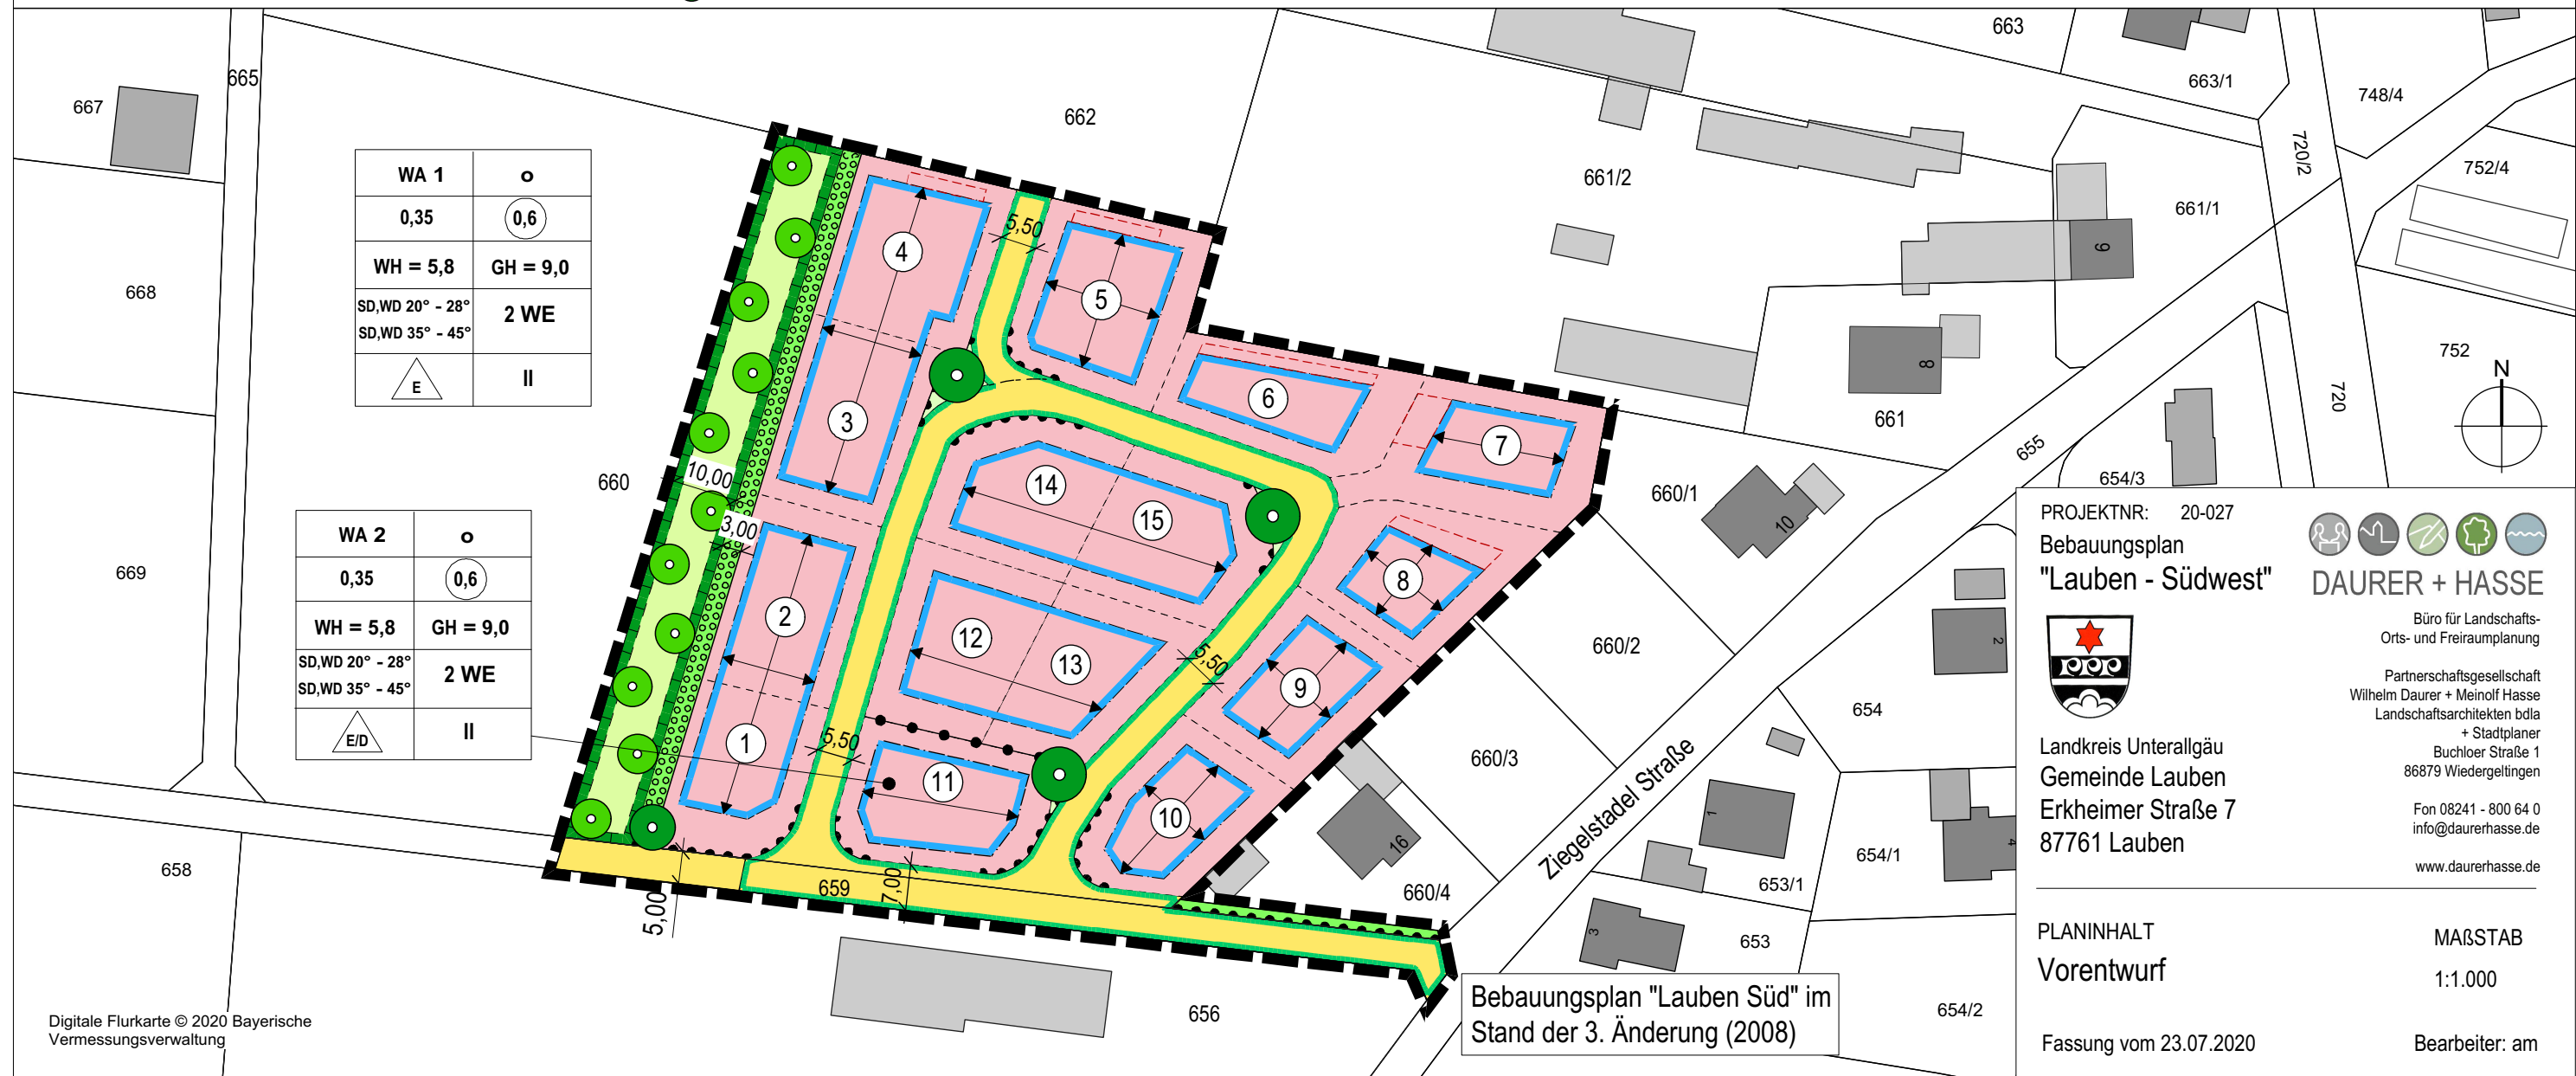 663
665
663/1
667
748/4
662
720/2
752/4
WA 1 o
661/2
0,35 0,6
661/1
5,50
WH = 5,8 GH = 9,0
4
9
668
SD,WD 20° - 28°
SD,WD 35° - 45°
2 WE
5
752
N
8
E II
6
720
661
3
7
655
660
10,00
654/3
14
660/1
15
3,00
10
WA 2 o
0,35 0,6
669
8
2
WH = 5,8 GH = 9,0
12
13
660/2
2
SD,WD 20° - 28°
SD,WD 35° - 45°
2 WE
5,50
9
654
E/D II
1
5,50
660/3
11
Ziegelstadel Straße
10
1
16
4
654/1
658
659
7,00
5,00
660/4
653/1
3
653
656
654/2
Bebauungsplan "Lauben Süd" im
Stand der 3. Änderung (2008)
Digitale Flurkarte © 2020 Bayerische
Vermessungsverwaltung
PROJEKTNR: 20-027
Bebauungsplan
"Lauben - Südwest"
DAURER + HASSE
Büro für Landschafts-
Orts- und Freiraumplanung
Partnerschaftsgesellschaft
Wilhelm Daurer + Meinolf Hasse
Landschaftsarchitekten bdla
+ Stadtplaner
Buchloer Straße 1
86879 Wiedergeltingen
Fon 08241 - 800 64 0
info@daurerhasse.de
www.daurerhasse.de
Landkreis Unterallgäu
Gemeinde Lauben
Erkheimer Straße 7
87761 Lauben
PLANINHALT
Vorentwurf
MAßSTAB
1:1.000
Fassung vom 23.07.2020
Bearbeiter: am